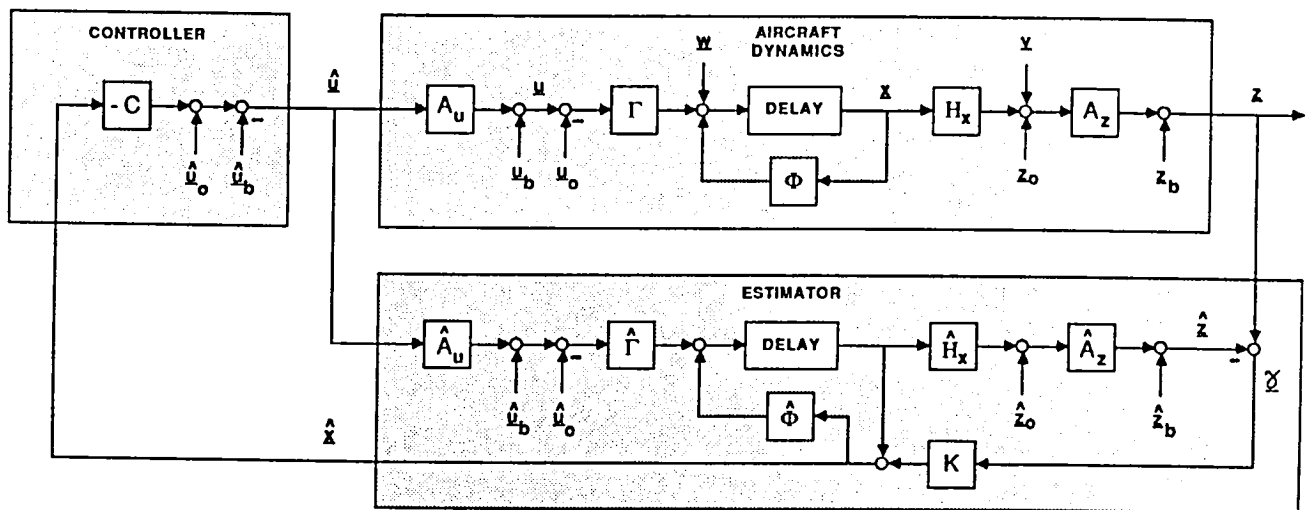 CONTROLLER
- C
û₀
û_b
-
û
AIRCRAFT
DYNAMICS
A_u
u
-
u_b
u_o
Γ
w
DELAY
Φ
x
H_x
v
z_o
A_z
z_b
z
ESTIMATOR
Â_u
-
û_b
û_o
Γ̂
DELAY
Φ̂
Ĥ_x
ẑ_o
Â_z
ẑ_b
ẑ
-
γ
K
x̂